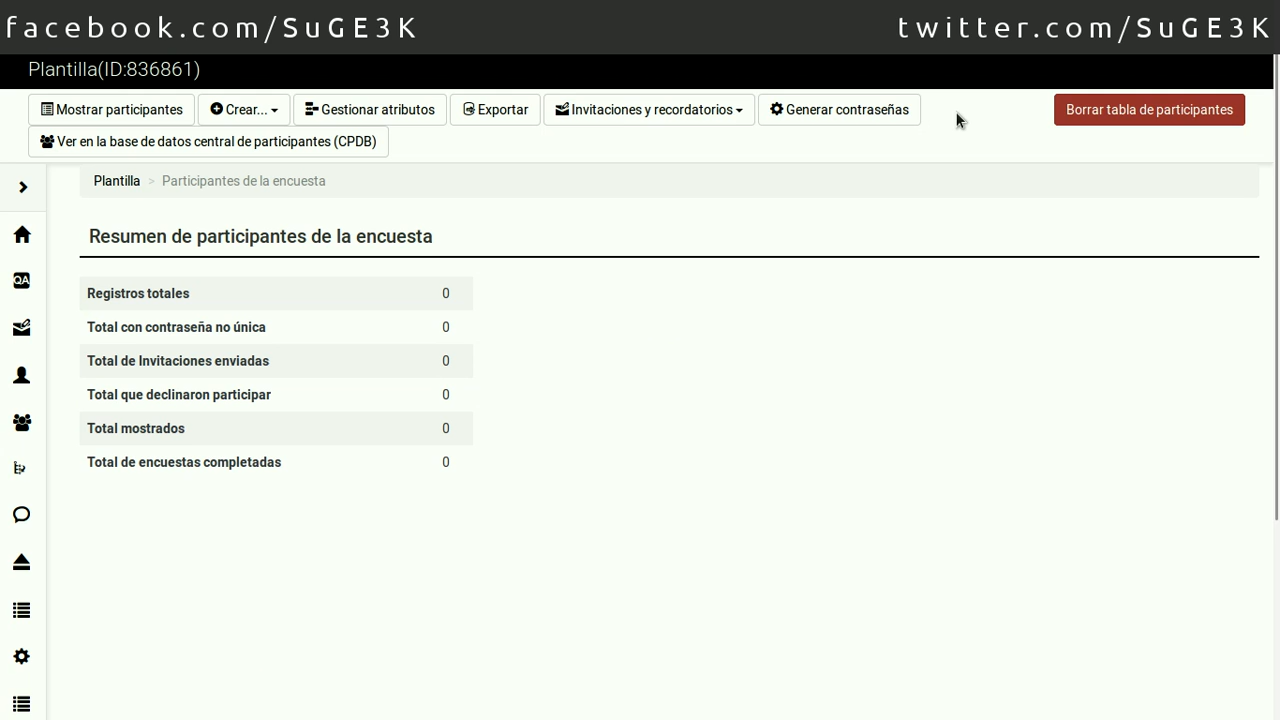 facebook.com/SuGE3K
twitter.com/SuGE3K
Plantilla(ID:836861)
Mostrar participantes
Crear...
Gestionar atributos
Exportar
Invitaciones y recordatorios
Generar contraseñas
Borrar tabla de participantes
Ver en la base de datos central de participantes (CPDB)
Plantilla > Participantes de la encuesta
QA
Resumen de participantes de la encuesta
Registros totales 0
Total con contraseña no única 0
Total de Invitaciones enviadas 0
Total que declinaron participar 0
Total mostrados 0
Total de encuestas completadas 0